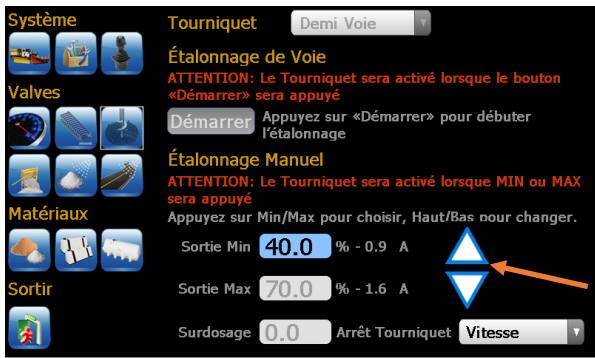 Système
Tourniquet Demi Voie
Étalonnage de Voie
ATTENTION: Le Tourniquet sera activé lorsque le bouton
«Démarrer» sera appuyé
Valves
Démarrer Appuyez sur «Démarrer» pour débuter
l'étalonnage
Étalonnage Manuel
ATTENTION: Le Tourniquet sera activé lorsque MIN ou MAX
sera appuyé
Matériaux
Appuyez sur Min/Max pour choisir, Haut/Bas pour changer.
Sortie Min 40.0 % - 0.9 A
Sortir
Sortie Max 70.0 % - 1.6 A
Surdosage 0.0 Arrêt Tourniquet Vitesse